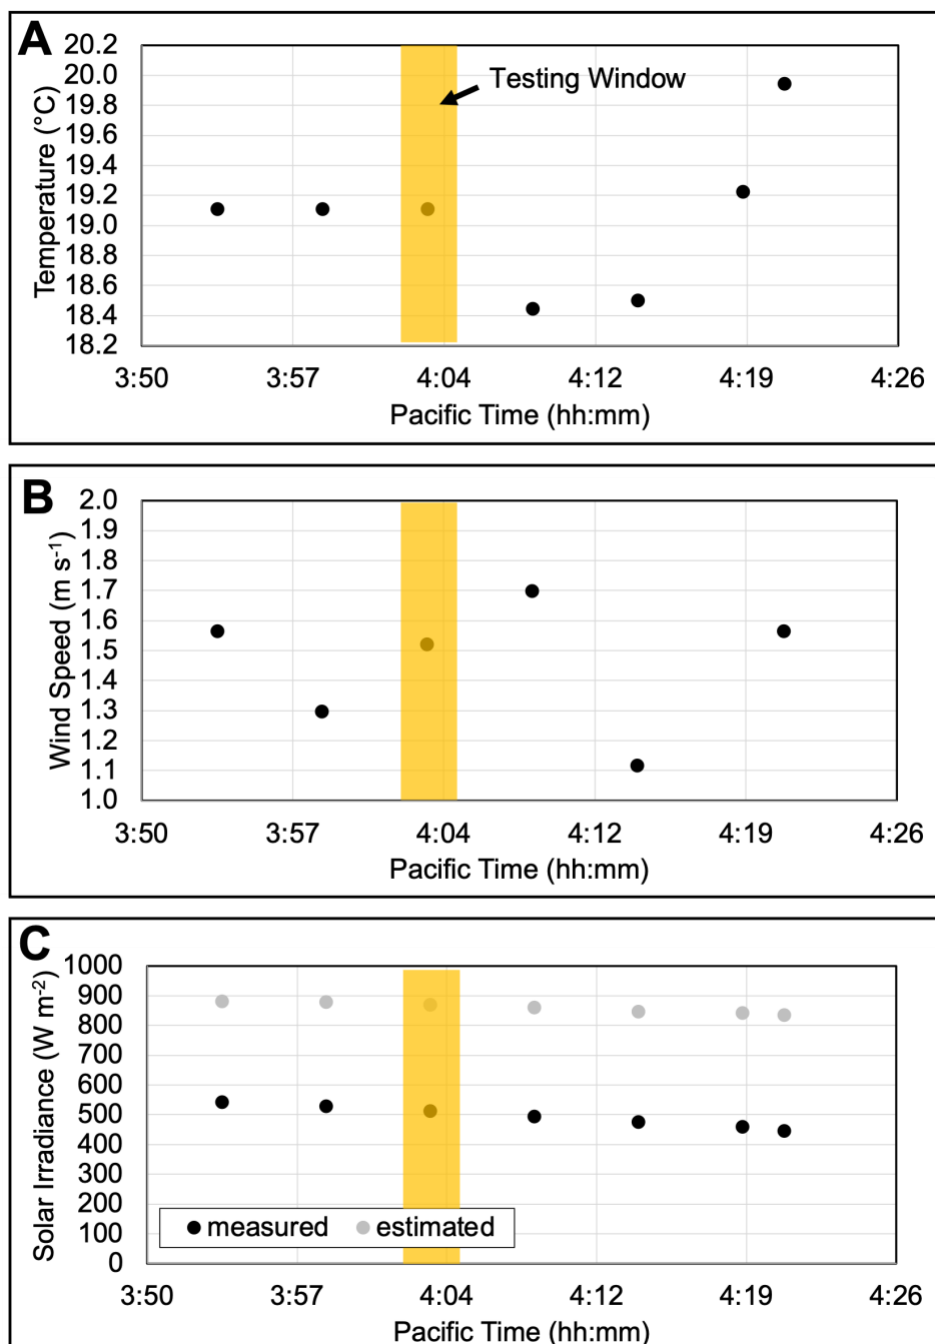 A
20.2
20.0
19.8
19.6
19.4
19.2
19.0
18.8
18.6
18.4
18.2
Temperature (°C)
Testing Window
3:50 3:57 4:04 4:12 4:19 4:26
Pacific Time (hh:mm)
B
2.0
1.9
1.8
1.7
1.6
1.5
1.4
1.3
1.2
1.1
1.0
Wind Speed (m s⁻¹)
3:50 3:57 4:04 4:12 4:19 4:26
Pacific Time (hh:mm)
C
1000
900
800
700
600
500
400
300
200
100
0
Solar Irradiance (W m⁻²)
measured estimated
3:50 3:57 4:04 4:12 4:19 4:26
Pacific Time (hh:mm)